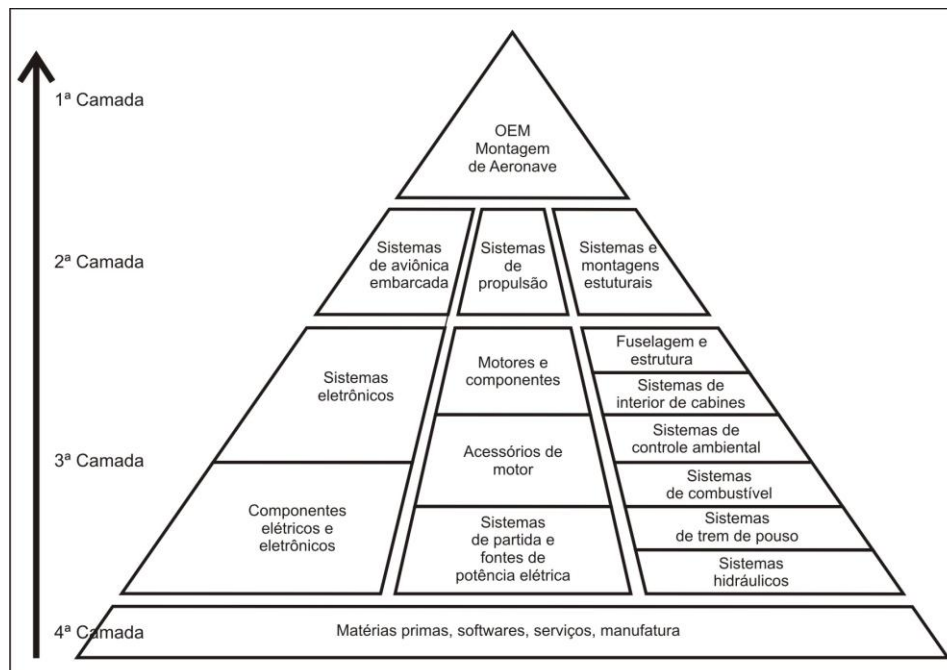 1ª Camada
OEM
Montagem
de Aeronave
2ª Camada
Sistemas
de aviônica
embarcada
Sistemas
de
propulsão
Sistemas e
montagens
estuturais
3ª Camada
Sistemas
eletrônicos
Componentes
elétricos e
eletrônicos
Motores e
componentes
Acessórios de
motor
Sistemas
de partida e
fontes de
potência elétrica
Fuselagem e
estrutura
Sistemas de
interior de cabines
Sistemas de
controle ambiental
Sistemas
de combustível
Sistemas
de trem de pouso
Sistemas
hidráulicos
4ª Camada
Matérias primas, softwares, serviços, manufatura